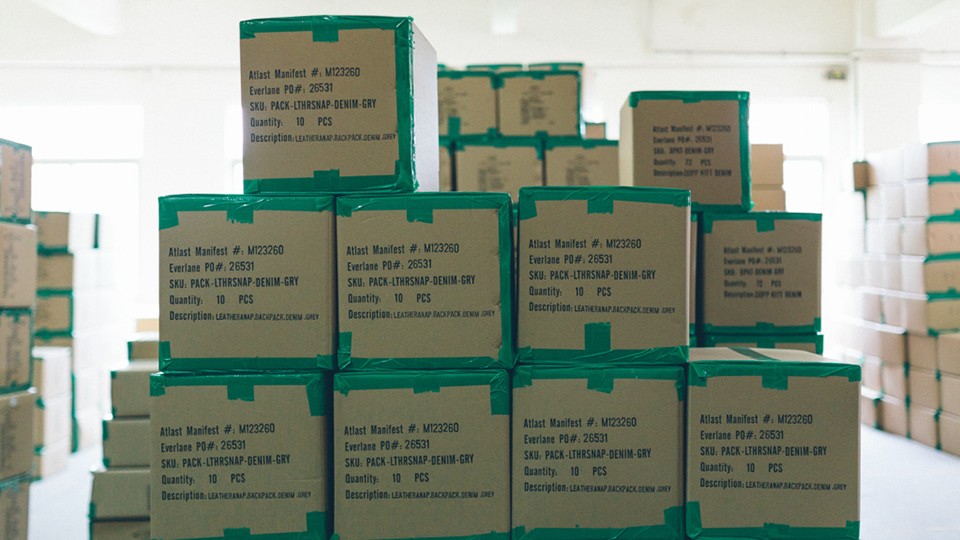 Atlast Manifest #: M123260
Everlane PO#: 26531
SKU: PACK-LTHRSNAP-DENIM-GRY
Quantity: 10 PCS
Description: LEATHERANAP.BACKPACK.DENIM .GREY
Atlast Manifest #: M123260
Everlane PO#: 26531
SKU: BPKT-DENIM-GRY
Quantity: 72 PCS
Description:DOPP KITT DENIM
Atlast Manifest #: M123260
Everlane PO#: 26531
SKU: PACK-LTHRSNAP-DENIM-GRY
Quantity: 10 PCS
Description: LEATHERANAP.BACKPACK.DENIM .GREY
Atlast Manifest #: M123260
Everlane PO#: 26531
SKU: PACK-LTHRSNAP-DENIM-GRY
Quantity: 10 PCS
Description: LEATHERANAP.BACKPACK.DENIM .GREY
Atlast Manifest #: M123260
Everlane PO#: 26531
SKU: PACK-LTHRSNAP-DENIM-GRY
Quantity: 10 PCS
Description: LEATHERANAP.BACKPACK.DENIM .GREY
Atlast Manifest #: M123260
Everlane PO#: 26531
SKU: BPKT-DENIM-GRY
Quantity: 72 PCS
Description:DOPP KITT DENIM
Atlast Manifest #: M123260
Everlane PO#: 26531
SKU: PACK-LTHRSNAP-DENIM-GRY
Quantity: 10 PCS
Description: LEATHERANAP.BACKPACK.DENIM .GREY
Atlast Manifest #: M123260
Everlane PO#: 26531
SKU: PACK-LTHRSNAP-DENIM-GRY
Quantity: 10 PCS
Description: LEATHERANAP.BACKPACK.DENIM .GREY
Atlast Manifest #: M123260
Everlane PO#: 26531
SKU: PACK-LTHRSNAP-DENIM-GRY
Quantity: 10 PCS
Description: LEATHERANAP.BACKPACK.DENIM .GREY
Atlast Manifest #: M123260
Everlane PO#: 26531
SKU: PACK-LTHRSNAP-DENIM-GRY
Quantity: 10 PCS
Description: LEATHERANAP.BACKPACK.DENIM .GREY